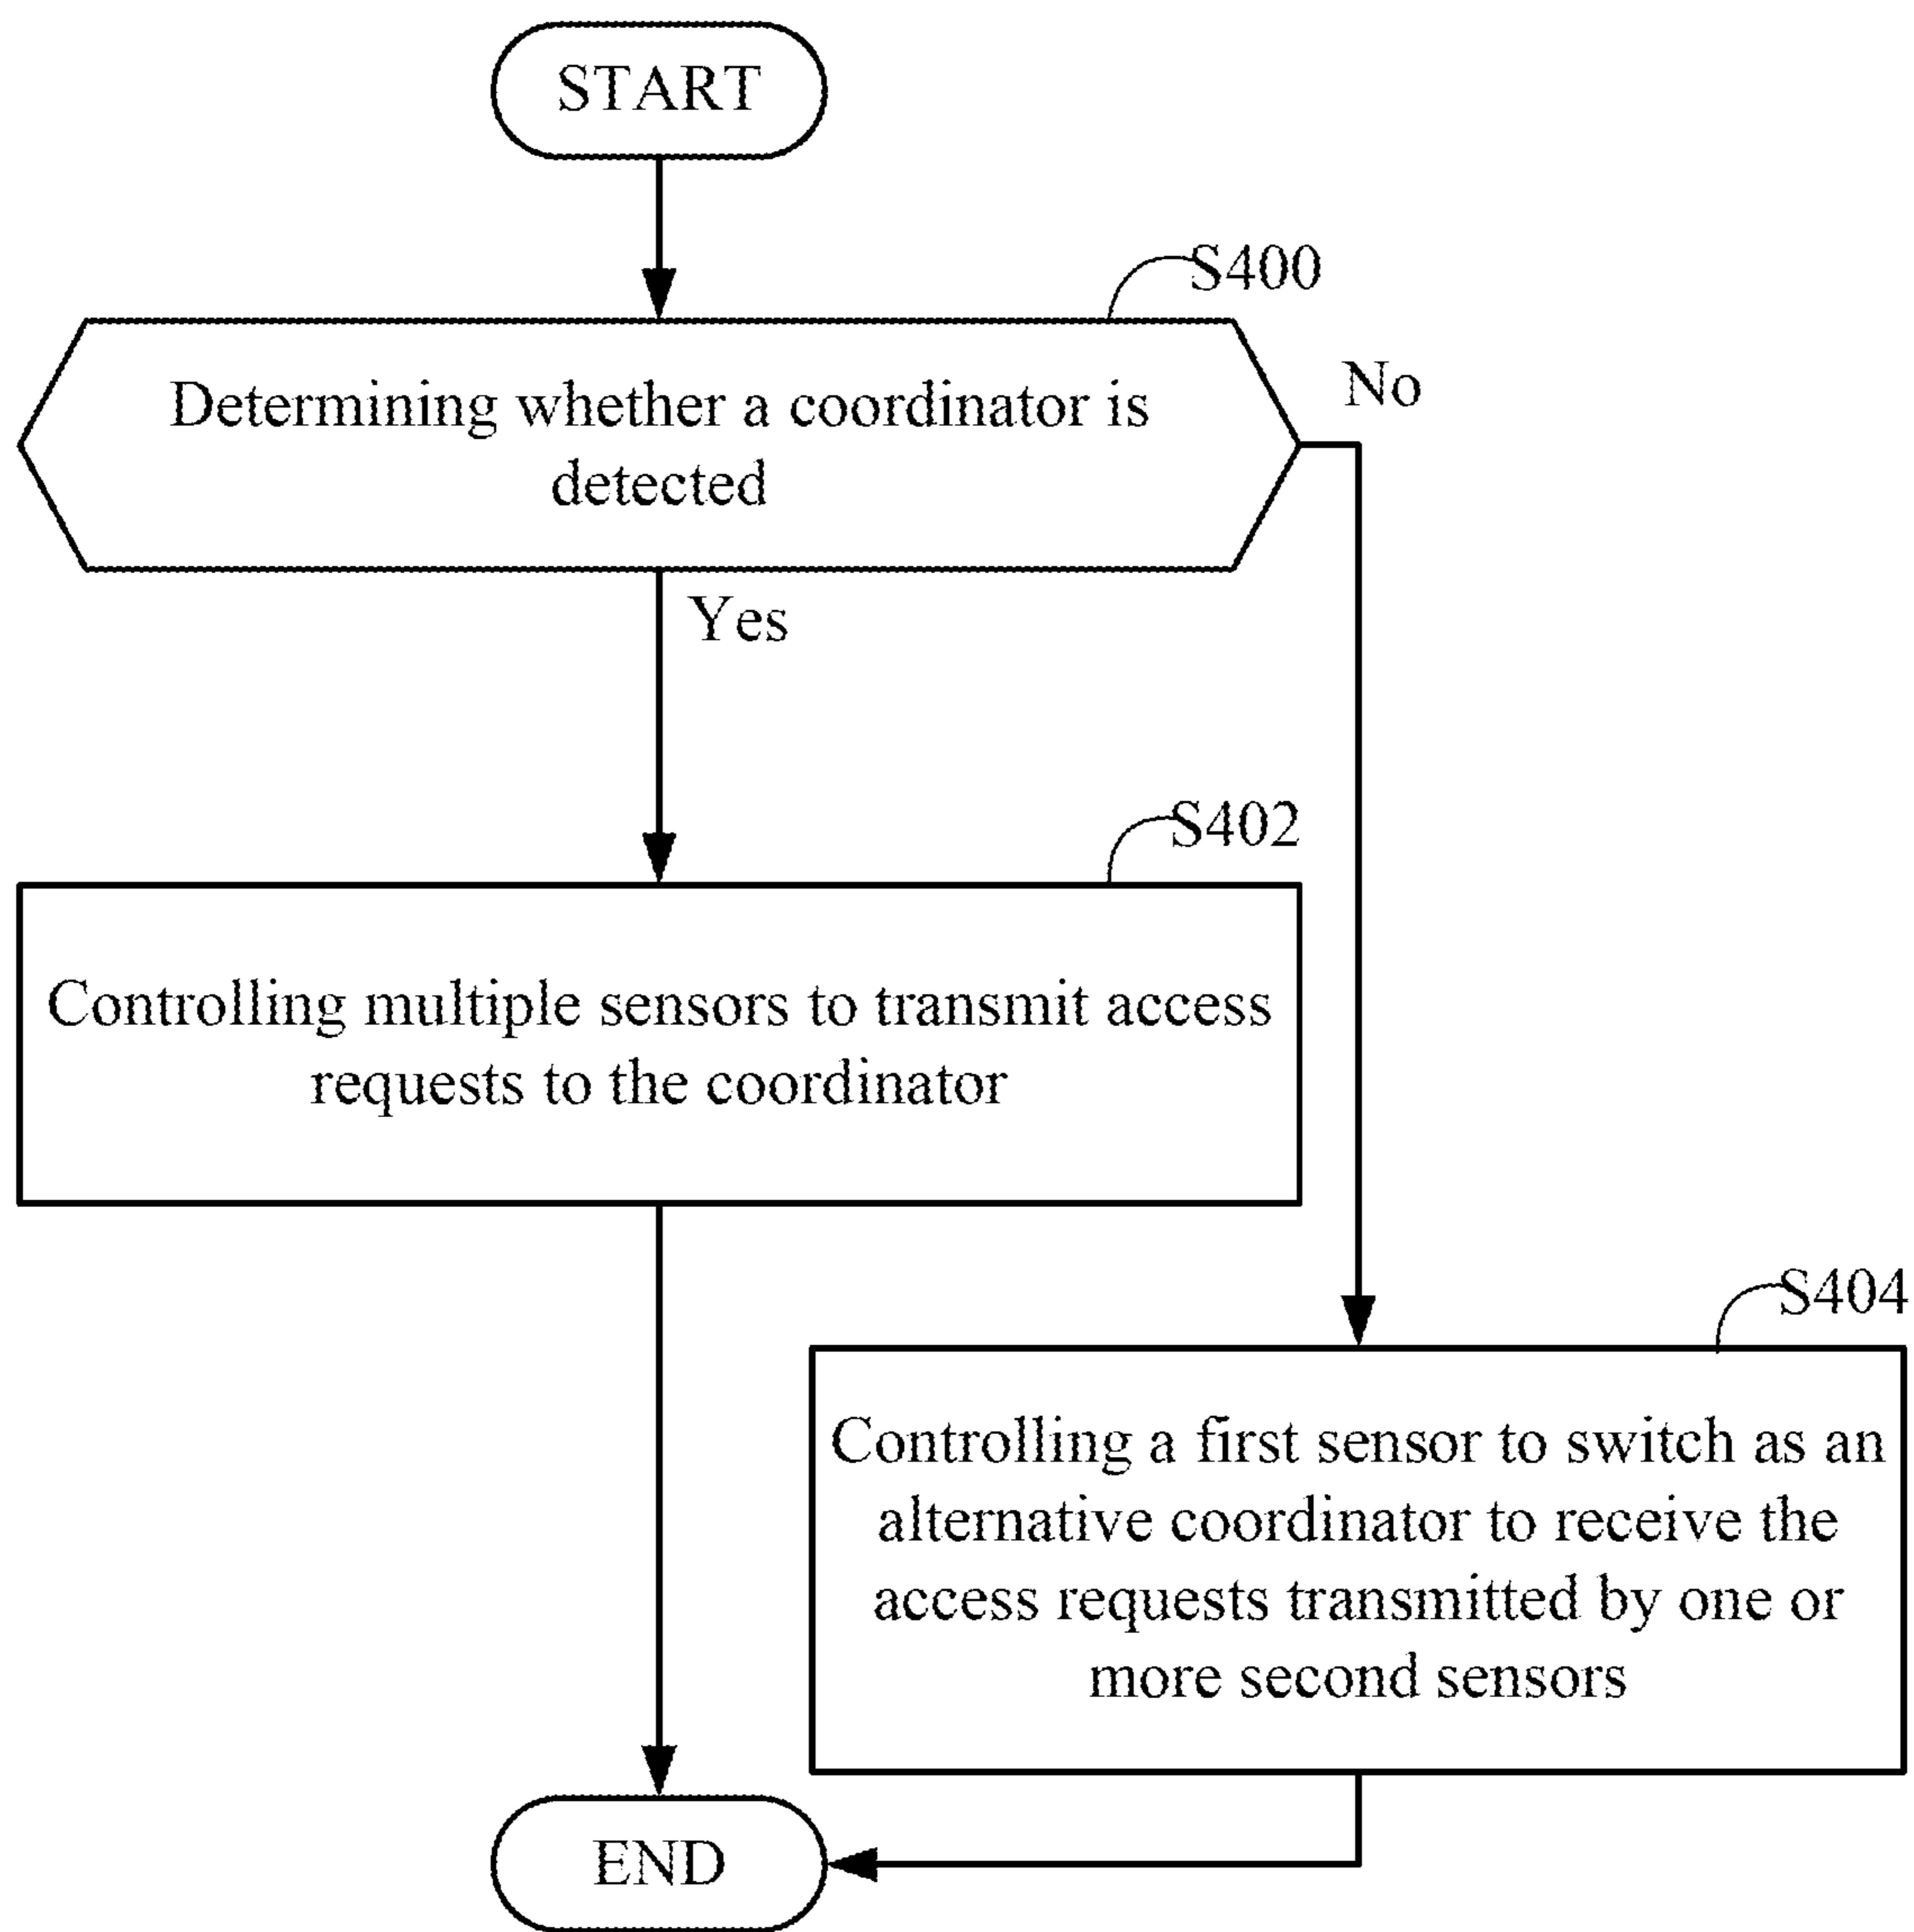 START
S400
Determining whether a coordinator is
detected
No
Yes
S402
Controlling multiple sensors to transmit access
requests to the coordinator
S404
Controlling a first sensor to switch as an
alternative coordinator to receive the
access requests transmitted by one or
more second sensors
END